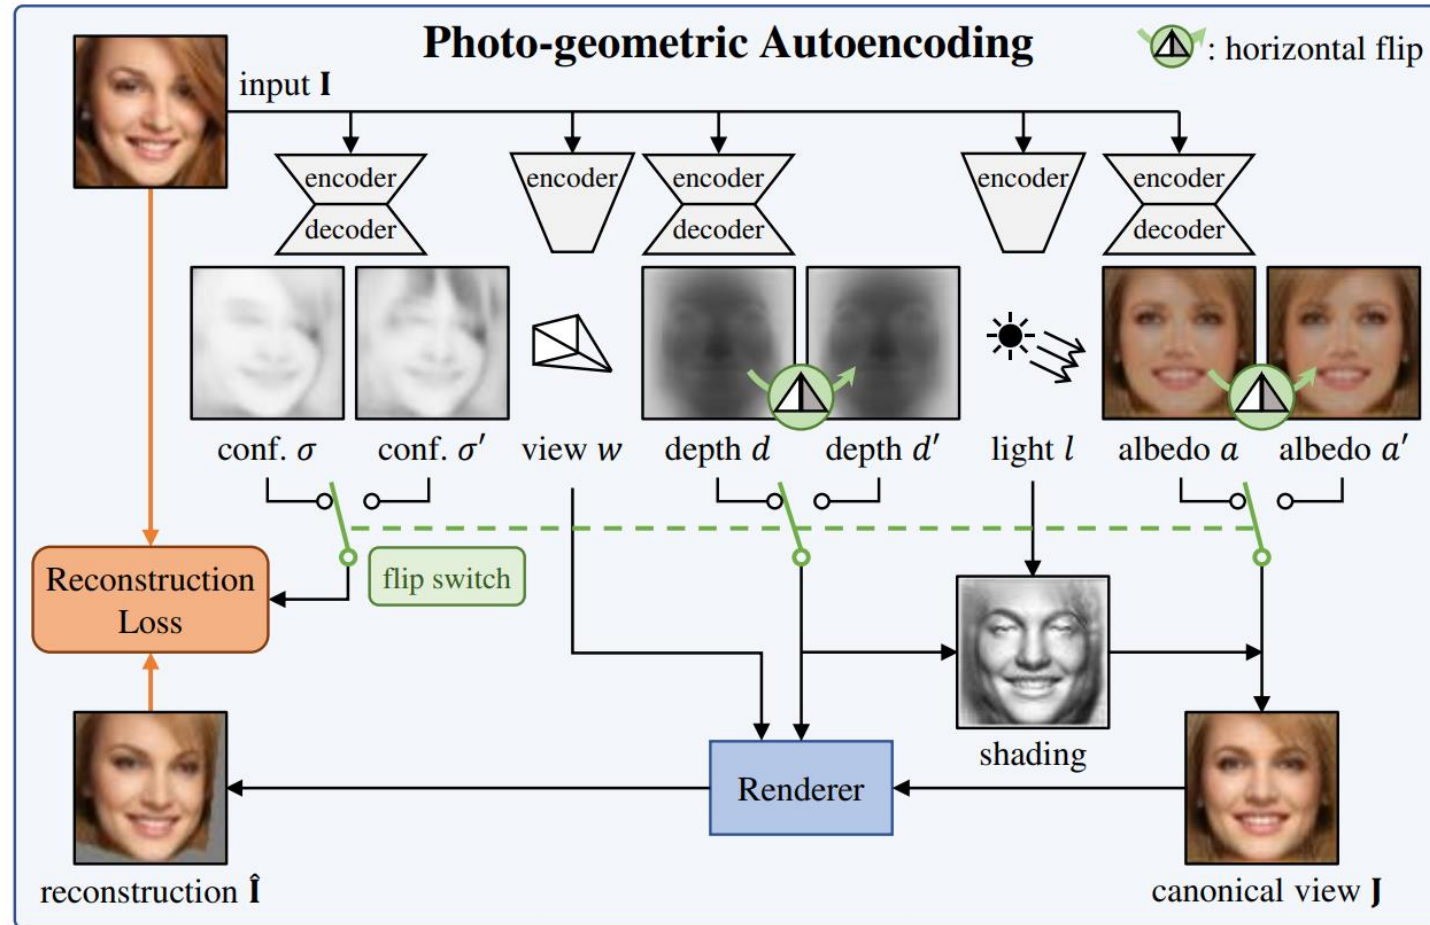 Photo-geometric Autoencoding
: horizontal flip
input I
encoder
decoder
encoder
encoder
decoder
encoder
encoder
decoder
conf. σ
conf. σ′
view w
depth d
depth d′
light l
albedo a
albedo a′
flip switch
Reconstruction
Loss
shading
Renderer
reconstruction Î
canonical view J